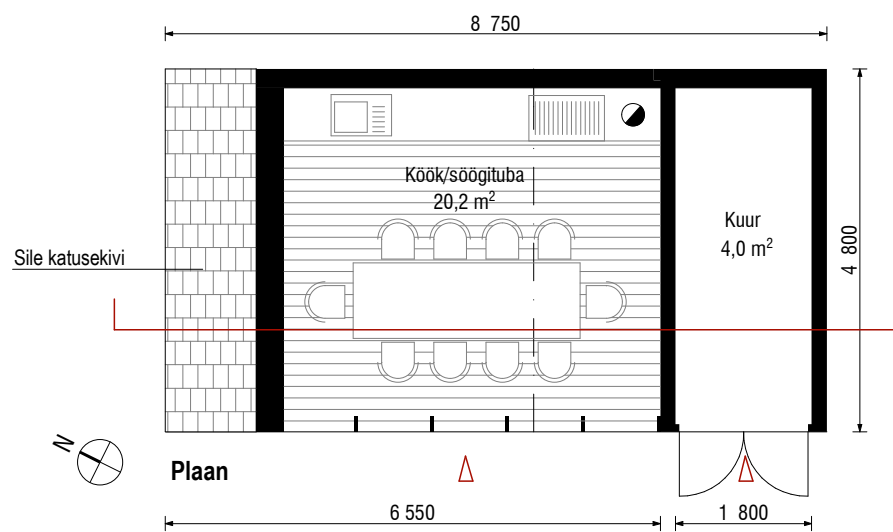 8 750
Köök/söögituba
20,2 m²
Kuur
4,0 m²
4 800
Sile katusekivi
N
Plaan
6 550
1 800